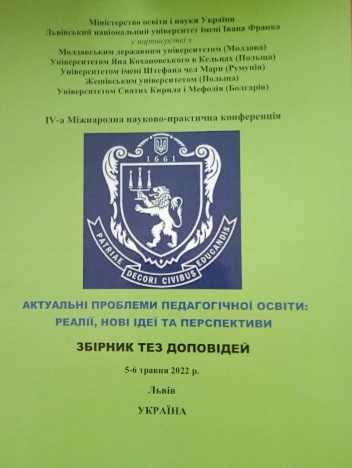 Міністерство освіти і науки України
Львівський національний університет імені Івана Франка
у партнерстві з
Молдавським державним університетом (Молдова)
Університетом Яна Кохановського в Кельцах (Польща)
Університетом імені Штефана чел Маре (Румунія)
Жешівським університетом (Польща)
Університетом Святих Кирила і Мефодія (Болгарія)
IV-а Міжнародна науково-практична конференція
1661
PATRIAE DECORI CIVIBUS EDUCANDIS
АКТУАЛЬНІ ПРОБЛЕМИ ПЕДАГОГІЧНОЇ ОСВІТИ:
РЕАЛІЇ, НОВІ ІДЕЇ ТА ПЕРСПЕКТИВИ
ЗБІРНИК ТЕЗ ДОПОВІДЕЙ
5-6 травня 2022 р.
Львів
УКРАЇНА